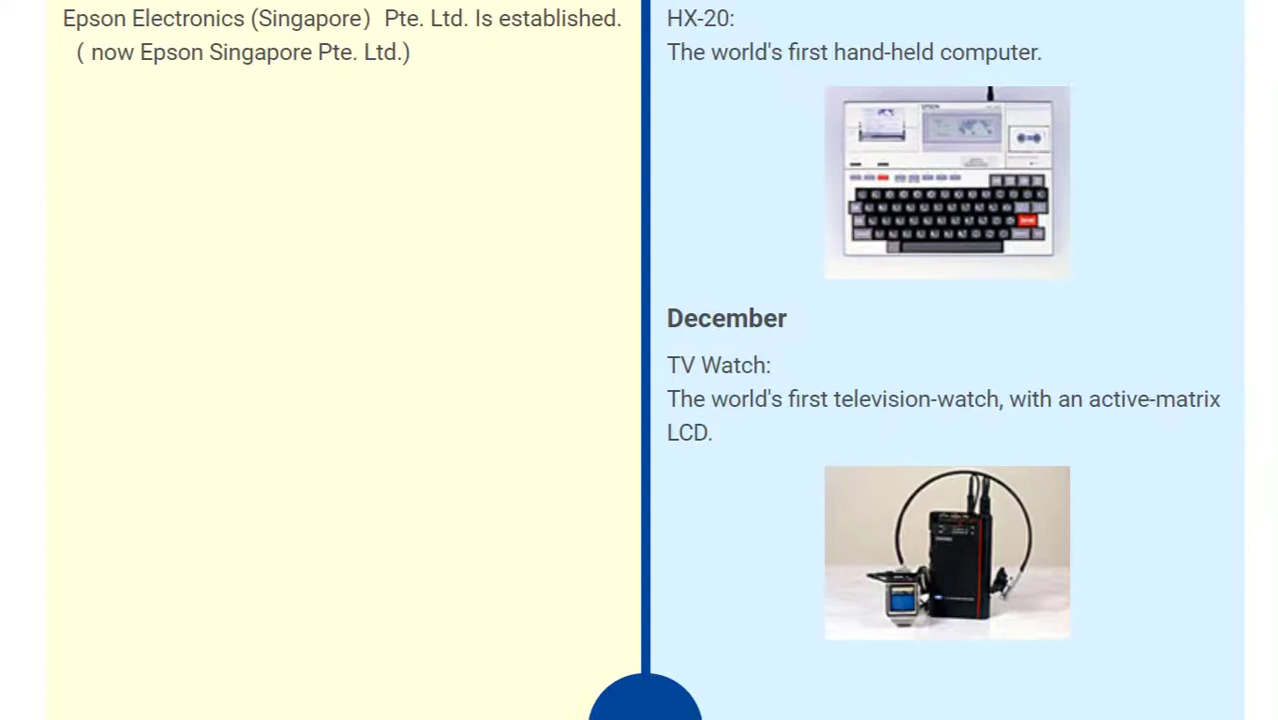 Epson Electronics (Singapore) Pte. Ltd. Is established.
( now Epson Singapore Pte. Ltd.)
HX-20:
The world's first hand-held computer.
EPSON
December
TV Watch:
The world's first television-watch, with an active-matrix
LCD.